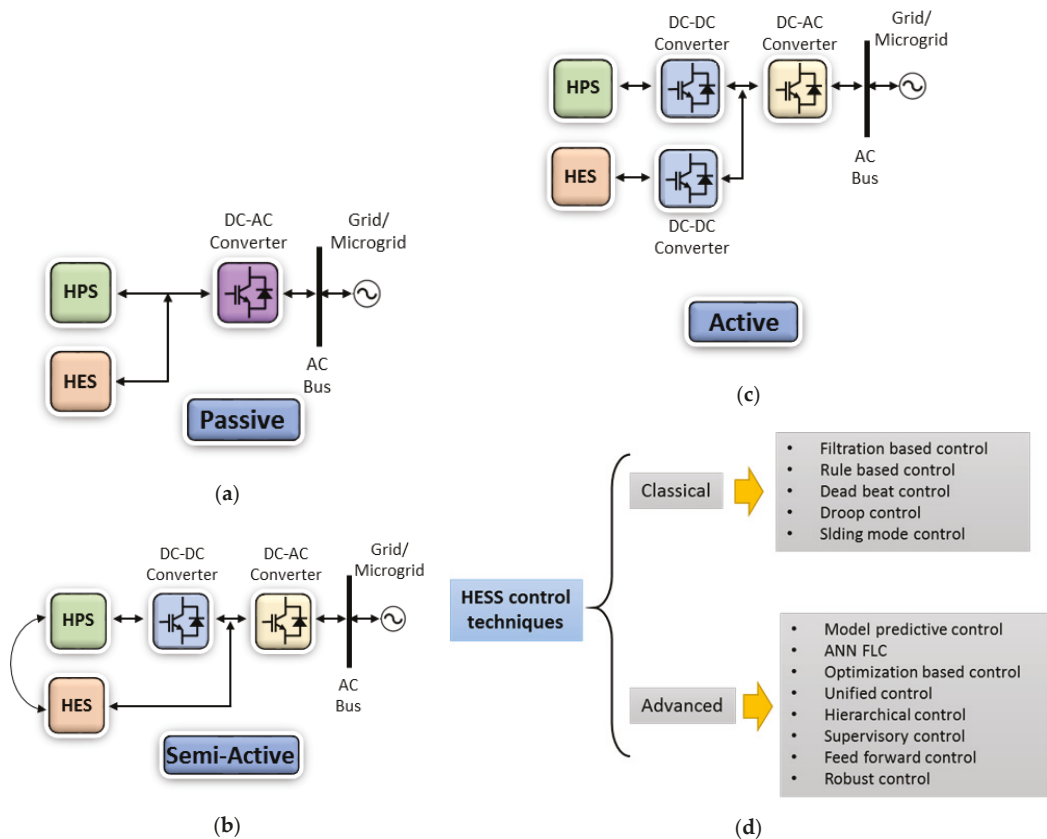 DC-AC
Converter
Grid/
Microgrid
HPS
HES
AC
Bus
Passive
(a)
DC-DC
Converter
DC-AC
Converter
Grid/
Microgrid
HPS
HES
AC
Bus
Semi-Active
(b)
DC-DC
Converter
DC-AC
Converter
Grid/
Microgrid
HPS
HES
DC-DC
Converter
AC
Bus
Active
(c)
HESS control
techniques
Classical
• Filtration based control
• Rule based control
• Dead beat control
• Droop control
• Slding mode control
Advanced
• Model predictive control
• ANN FLC
• Optimization based control
• Unified control
• Hierarchical control
• Supervisory control
• Feed forward control
• Robust control
(d)